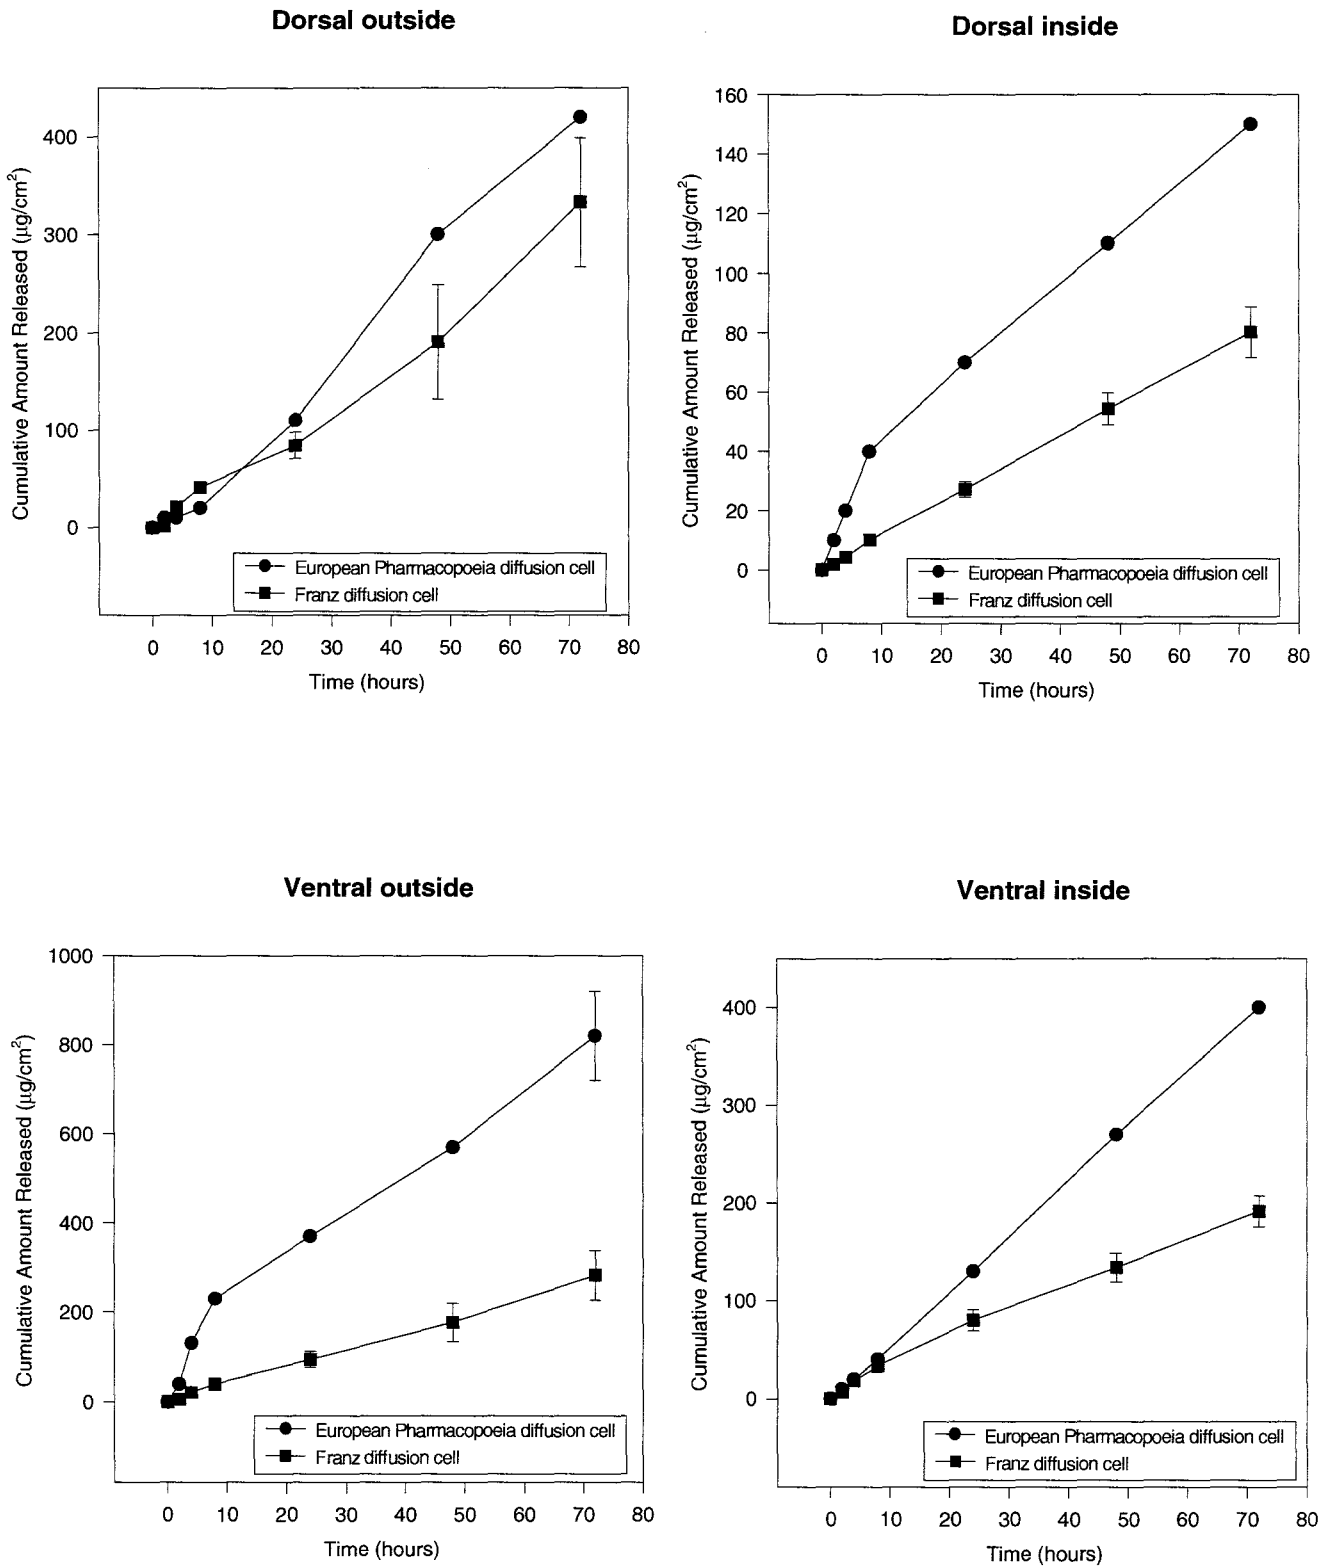 Dorsal outside
Cumulative Amount Released (µg/cm²)
400
300
200
100
0
European Pharmacopoeia diffusion cell
Franz diffusion cell
0 10 20 30 40 50 60 70 80
Time (hours)
Dorsal inside
Cumulative Amount Released (µg/cm²)
160
140
120
100
80
60
40
20
0
European Pharmacopoeia diffusion cell
Franz diffusion cell
0 10 20 30 40 50 60 70 80
Time (hours)
Ventral outside
Cumulative Amount Released (µg/cm²)
1000
800
600
400
200
0
European Pharmacopoeia diffusion cell
Franz diffusion cell
0 10 20 30 40 50 60 70 80
Time (hours)
Ventral inside
Cumulative Amount Released (µg/cm²)
400
300
200
100
0
European Pharmacopoeia diffusion cell
Franz diffusion cell
0 10 20 30 40 50 60 70 80
Time (hours)